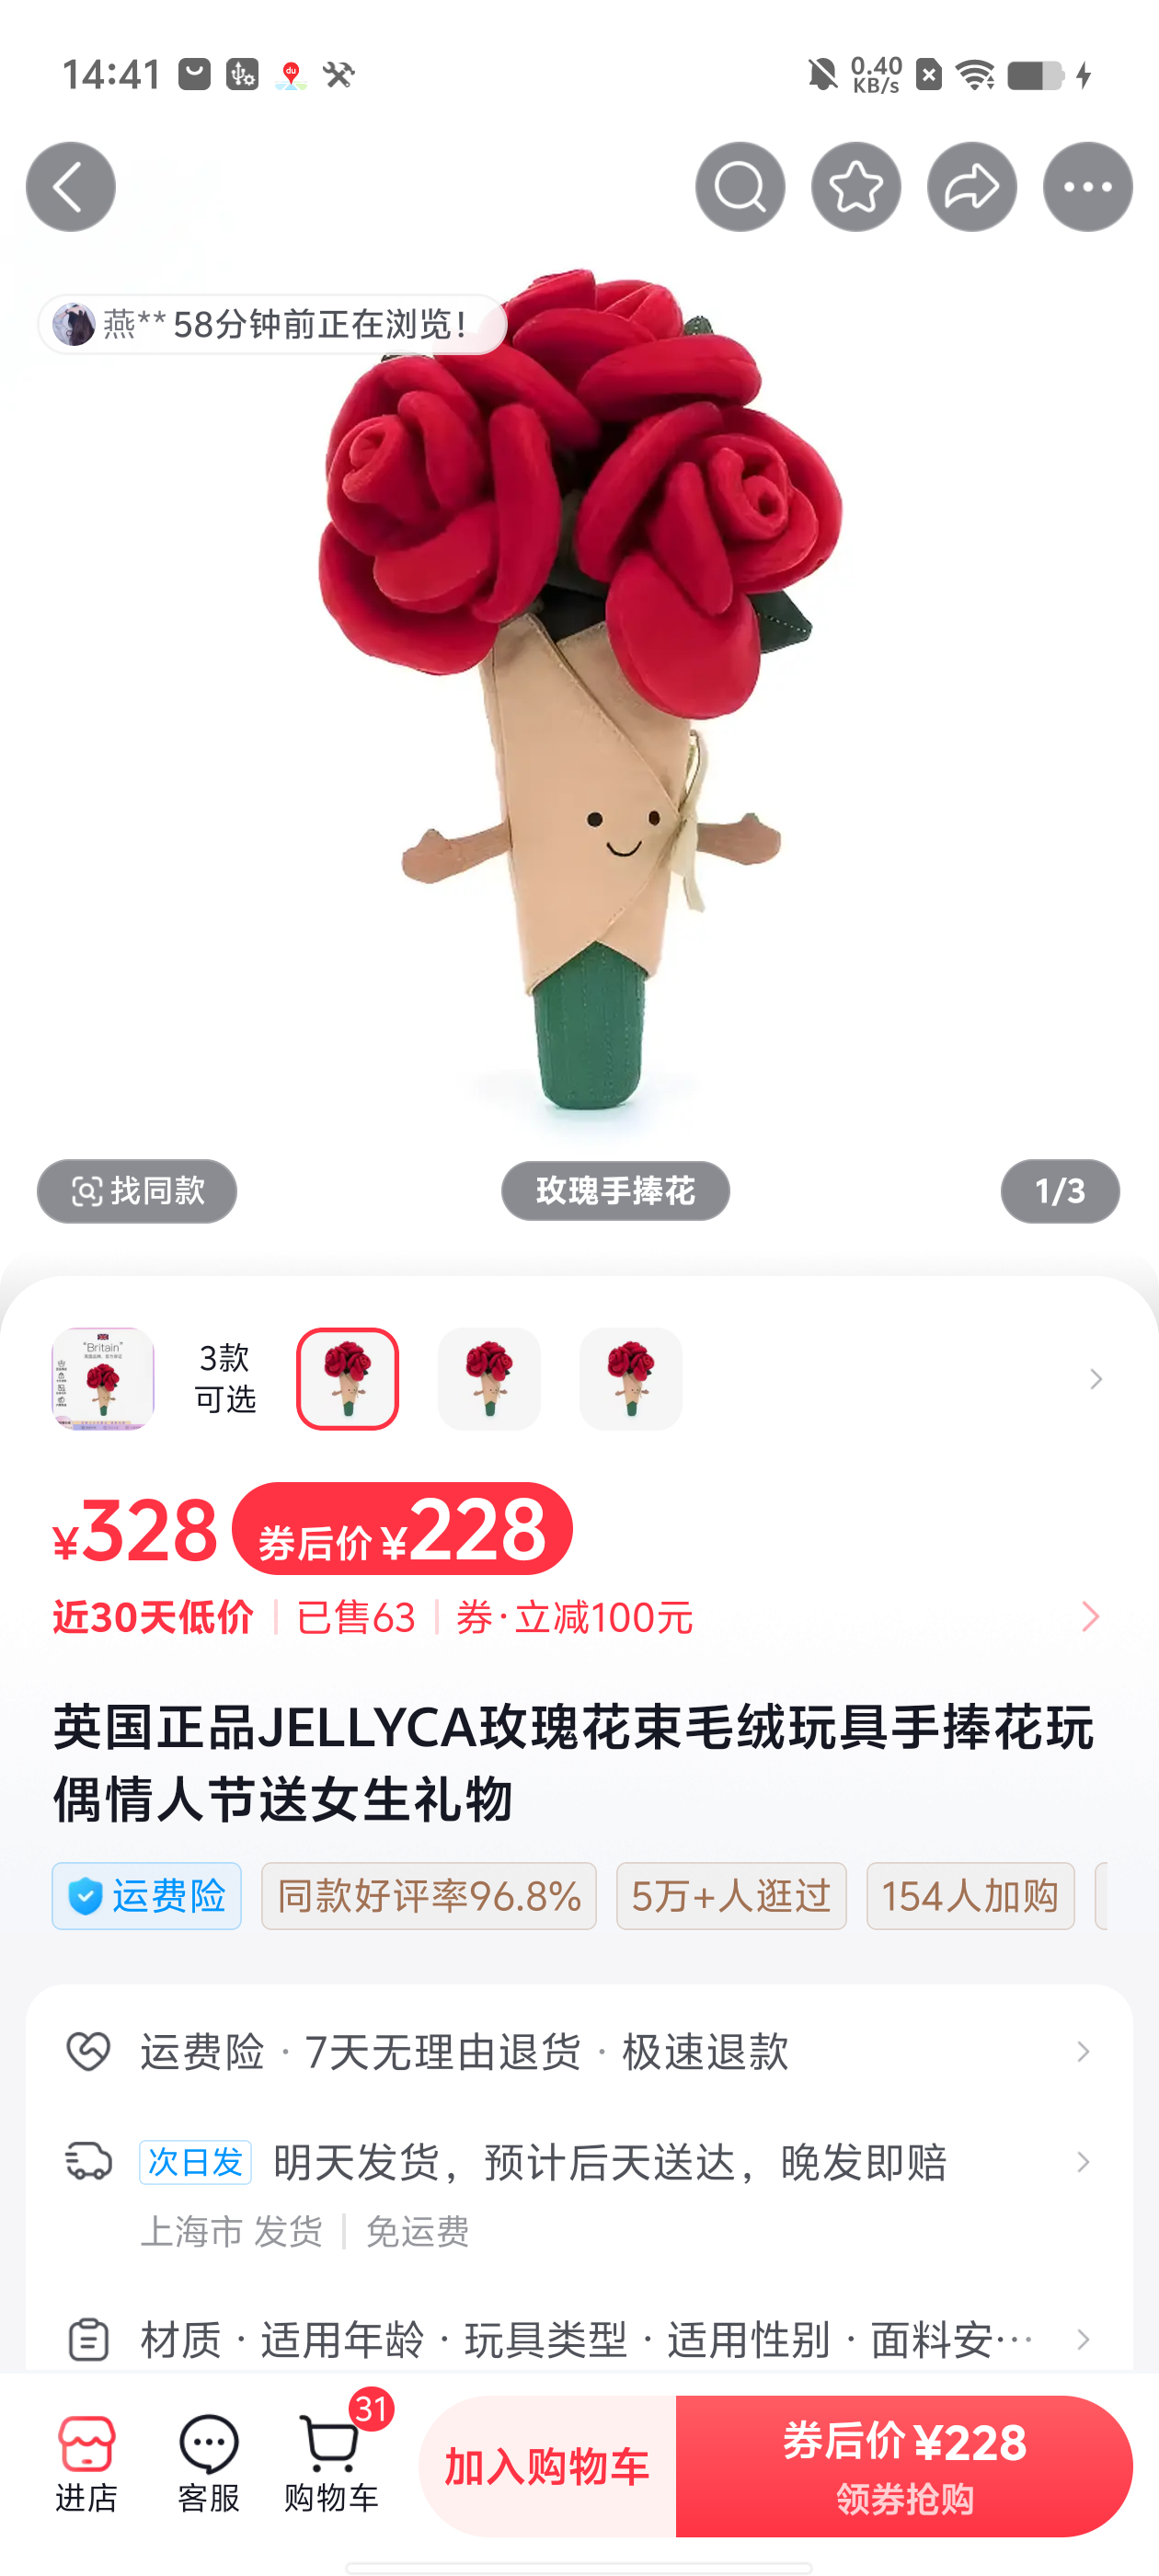 14:41
0.40
KB/s
燕** 58分钟前正在浏览!
找同款
玫瑰手捧花
1/3
"Britain"
3款
可选
¥328
券后价 ¥228
近30天低价
已售63
券·立减100元
英国正品JELLYCA玫瑰花束毛绒玩具手捧花玩
偶情人节送女生礼物
运费险
同款好评率96.8%
5万+人逛过
154人加购
运费险 · 7天无理由退货 · 极速退款
次日发 明天发货，预计后天送达，晚发即赔
上海市 发货 | 免运费
材质 · 适用年龄 · 玩具类型 · 适用性别 · 面料安…
进店
客服
31
购物车
加入购物车
券后价 ¥228
领券抢购